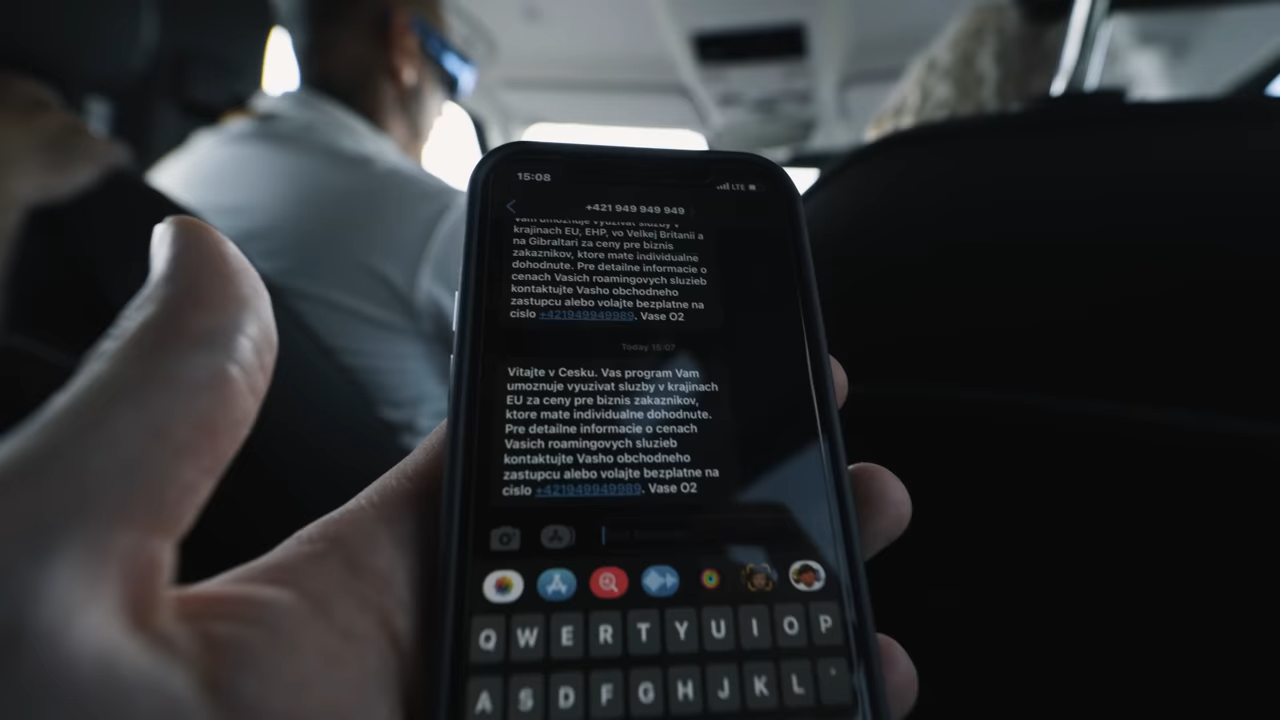 15:08
LTE
+421 949 949 949
Vam umoznuje vyuzivat sluzby v
krajinach EU, EHP, vo Velkej Britanii a
na Gibraltari za ceny pre biznis
zakaznikov, ktore mate individualne
dohodnute. Pre detailne informacie o
cenach Vasich roamingovych sluzieb
kontaktujte Vasho obchodneho
zastupcu alebo volajte bezplatne na
cislo +421949949989. Vase O2
Today 15:07
Vitajte v Cesku. Vas program Vam
umoznuje vyuzivat sluzby v krajinach
EU za ceny pre biznis zakaznikov,
ktore mate individualne dohodnute.
Pre detailne informacie o cenach
Vasich roamingovych sluzieb
kontaktujte Vasho obchodneho
zastupcu alebo volajte bezplatne na
cislo +421949949989. Vase O2
Q W E R T Y U I O P
A S D F G H J K L '